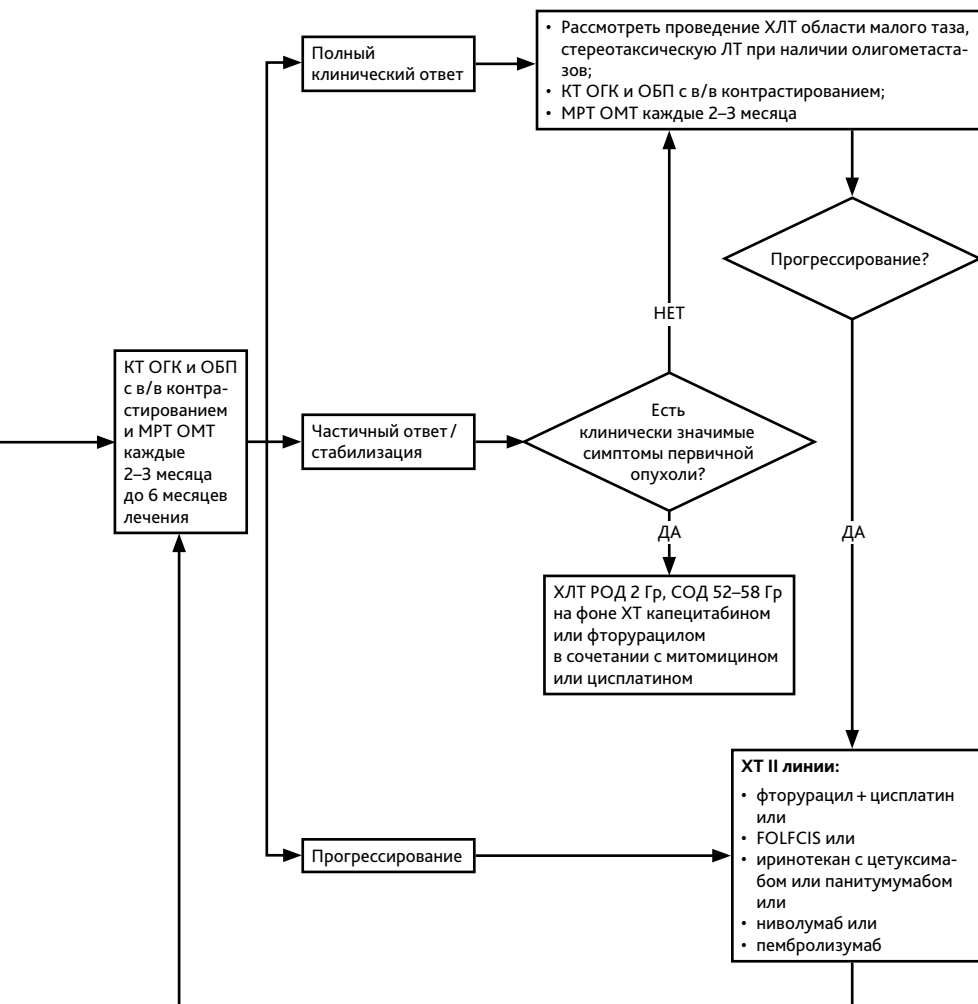 Полный
клинический ответ
• Рассмотреть проведение ХЛТ области малого таза,
стереотаксическую ЛТ при наличии олигометаста-
зов;
• КТ ОГК и ОБП с в/в контрастированием;
• МРТ ОМТ каждые 2–3 месяца
Прогрессирование?
НЕТ
КТ ОГК и ОБП
с в/в контра-
стированием
и МРТ ОМТ
каждые
2–3 месяца
до 6 месяцев
лечения
Частичный ответ /
стабилизация
Есть
клинически значимые
симптомы первичной
опухоли?
ДА
ДА
ХЛТ РОД 2 Гр, СОД 52–58 Гр
на фоне ХТ капецитабином
или фторурацилом
в сочетании с митомицином
или цисплатином
Прогрессирование
ХТ II линии:
• фторурацил + цисплатин
или
• FOLFCIS или
• иринотекан с цетуксима-
бом или панитумумабом
или
• ниволумаб или
• пембролизумаб